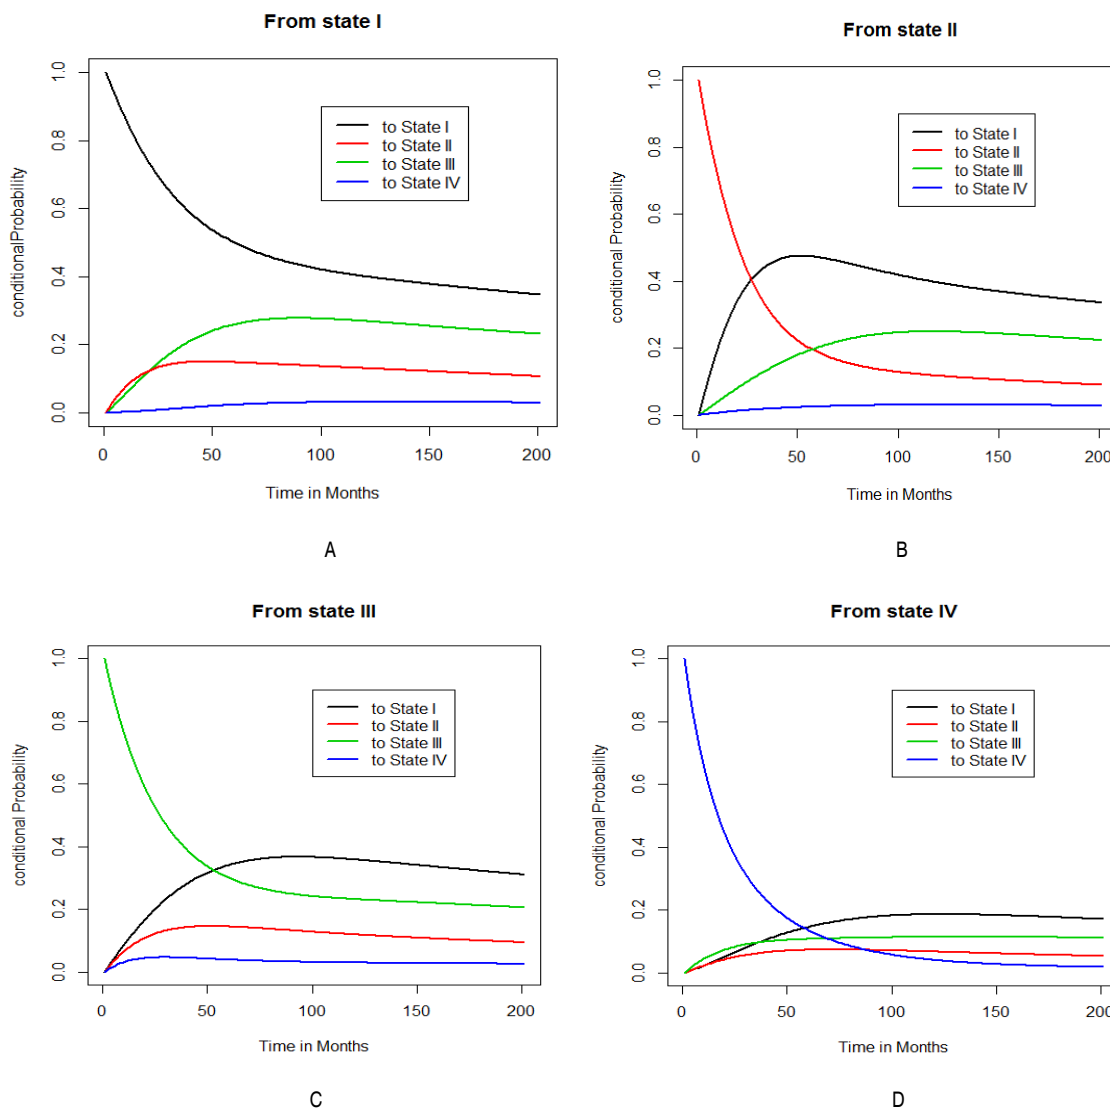 From state I
conditionalProbability
1.0
0.8
0.6
0.4
0.2
0.0
to State I
to State II
to State III
to State IV
0 50 100 150 200
Time in Months
A
From state II
conditional Probability
1.0
0.8
0.6
0.4
0.2
0.0
to State I
to State II
to State III
to State IV
0 50 100 150 200
Time in Months
B
From state III
conditional Probability
1.0
0.8
0.6
0.4
0.2
0.0
to State I
to State II
to State III
to State IV
0 50 100 150 200
Time in Months
C
From state IV
conditional Probability
1.0
0.8
0.6
0.4
0.2
0.0
to State I
to State II
to State III
to State IV
0 50 100 150 200
Time in Months
D